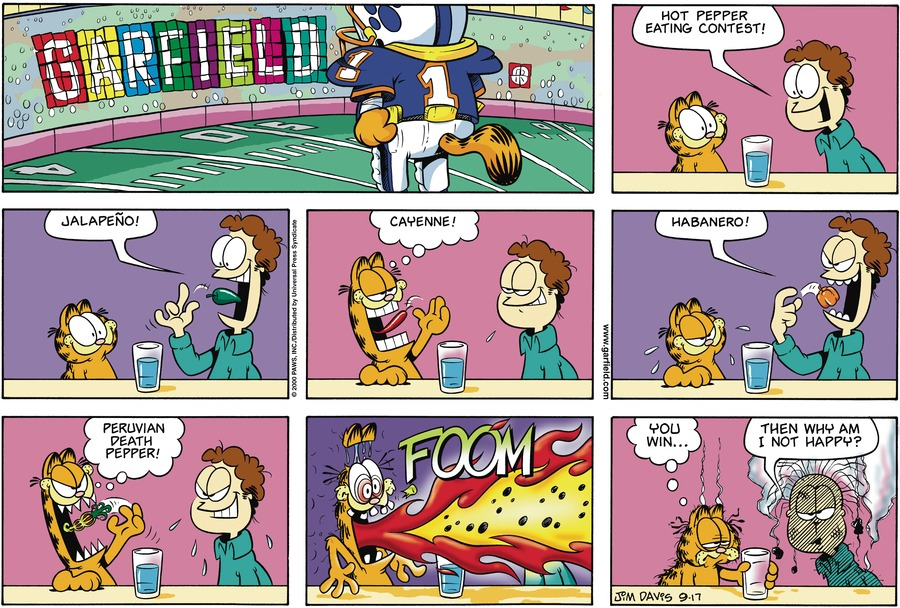 GARFIELD
1
1
4
HOT PEPPER
EATING CONTEST!
JALAPEÑO!
© 2000 PAWS, INC./Distributed by Universal Press Syndicate
CAYENNE!
HABANERO!
www.garfield.com
PERUVIAN
DEATH
PEPPER!
FOOM
YOU
WIN...
THEN WHY AM
I NOT HAPPY?
JIM DAVIS 9-17